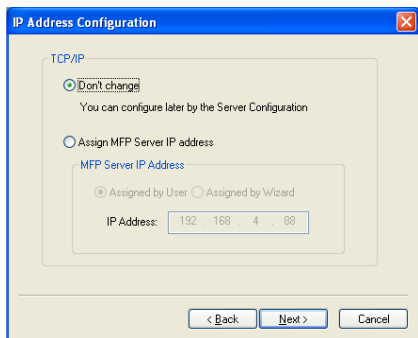 IP Address Configuration
TCP/IP
Don't change
You can configure later by the Server Configuration
Assign MFP Server IP address
MFP Server IP Address
Assigned by User Assigned by Wizard
IP Address: 192 . 168 . 4 . 88
< Back Next > Cancel